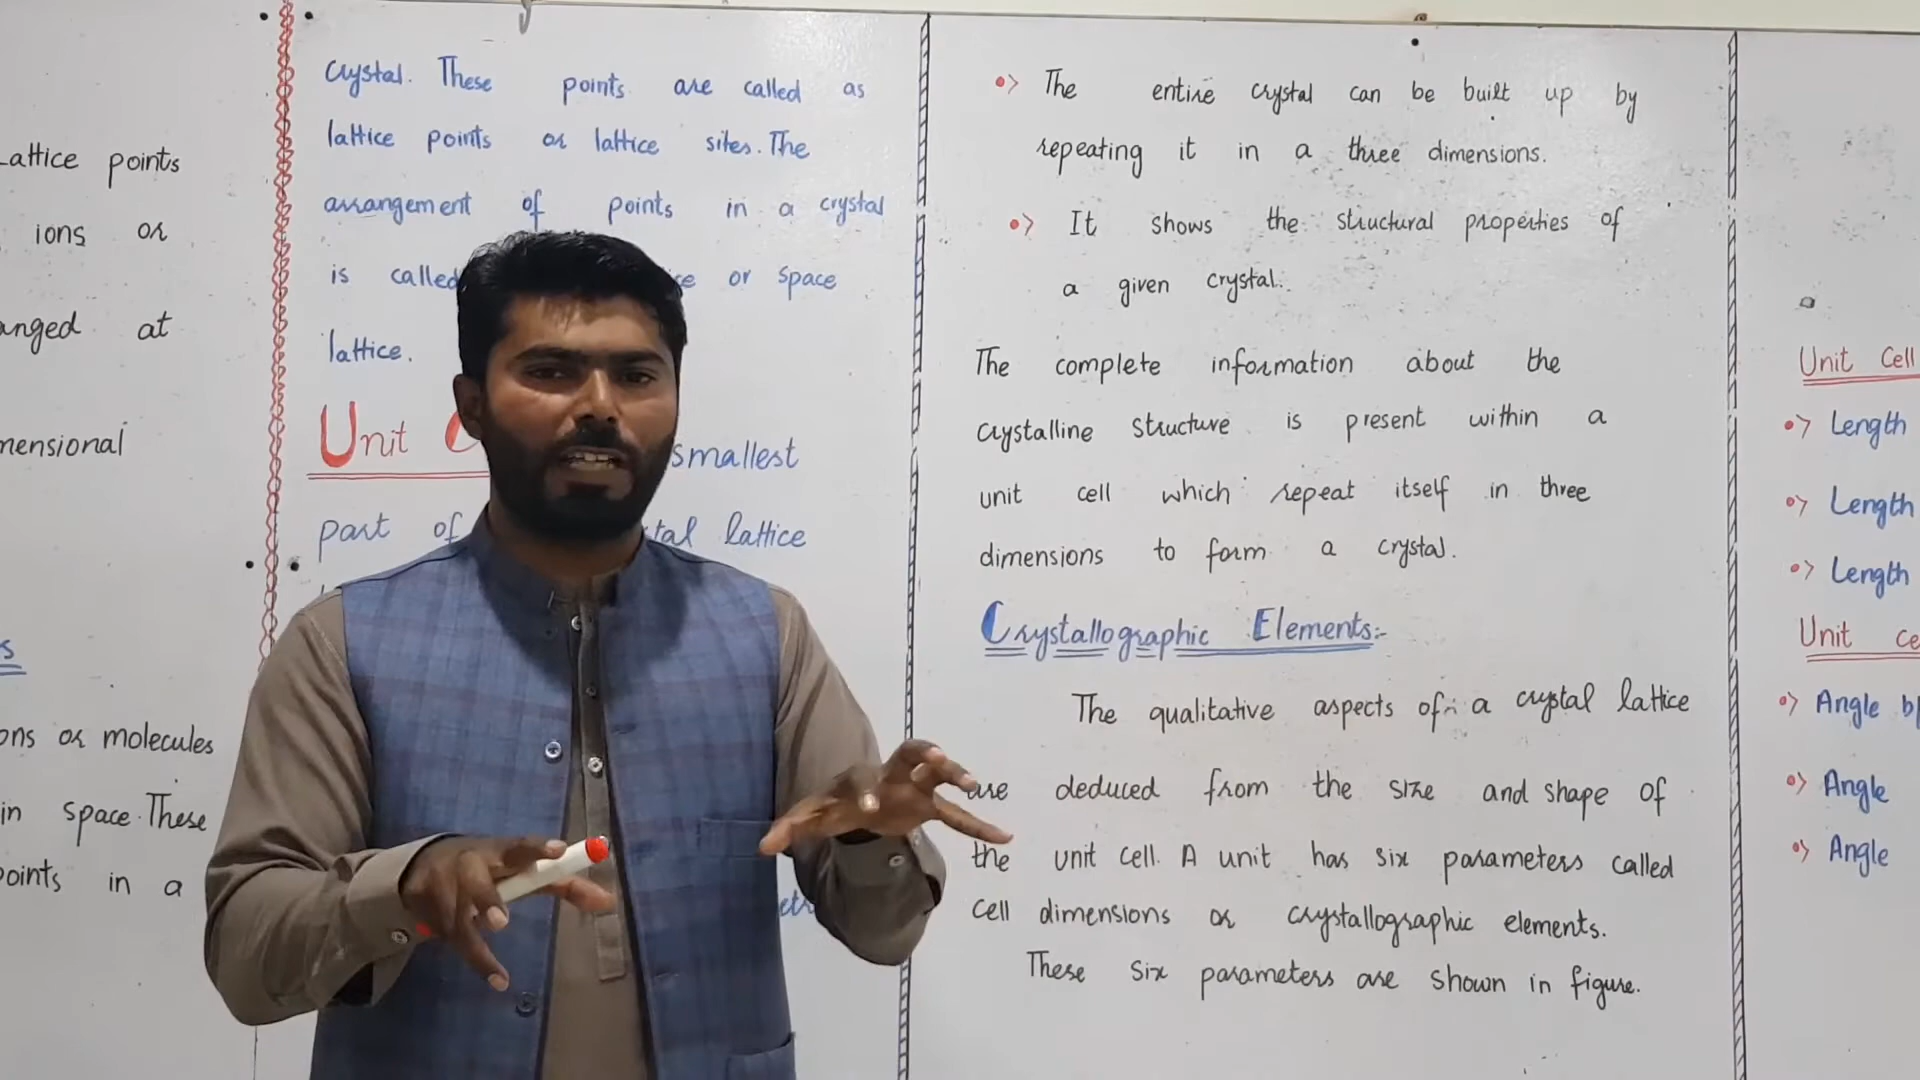 Lattice points
ions or
anged at
mensional
s
ons or molecules
in space. These
points in a
crystal. These points are called as
lattice points or lattice sites. The
arrangement of points in a crystal
is called or space
lattice.
Unit smallest
part of lattice
The entire crystal can be built up by
repeating it in a three dimensions.
It shows the structural properties of
a given crystal.
The complete information about the
crystalline structure is present within a
unit cell which repeat itself in three
dimensions to form a crystal.
Crystallographic Elements:-
The qualitative aspects of a crystal lattice
are deduced from the size and shape of
the unit cell. A unit has six parameters called
cell dimensions or crystallographic elements.
These six parameters are shown in figure.
Unit Cell
Length
Length
Length
Unit ce
Angle b
Angle
Angle